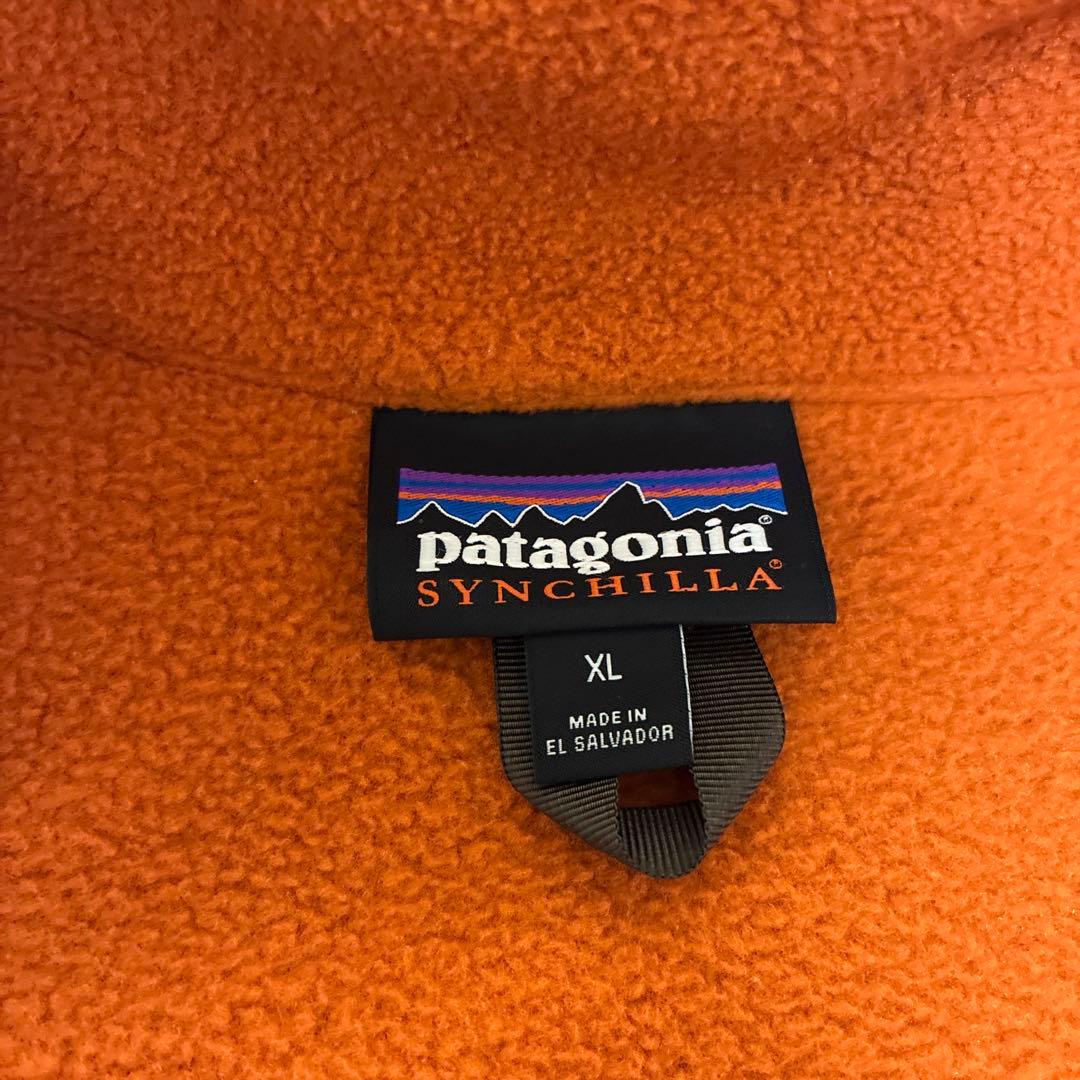 patagonia®
SYNCHILLA®
XL
MADE IN
EL SALVADOR